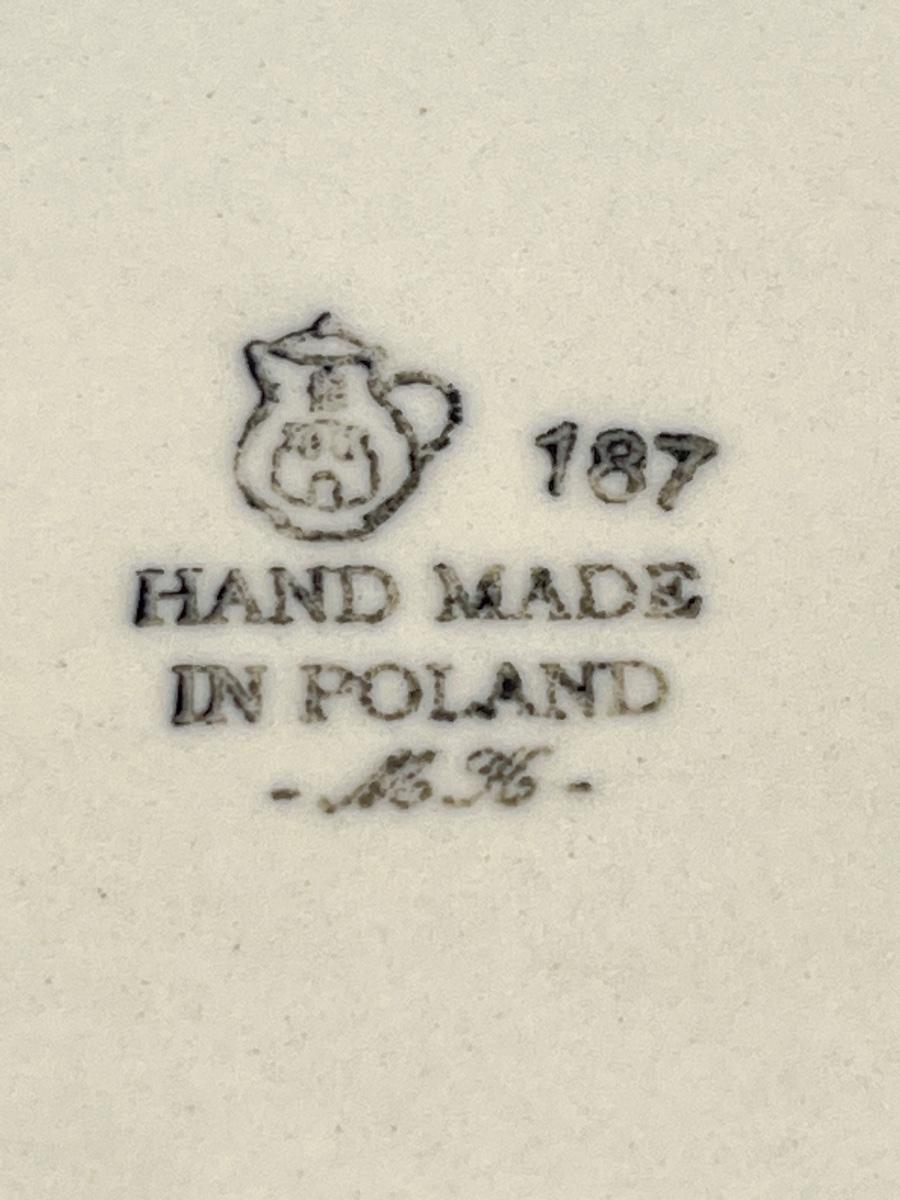 187
HAND MADE
IN POLAND
- M K -